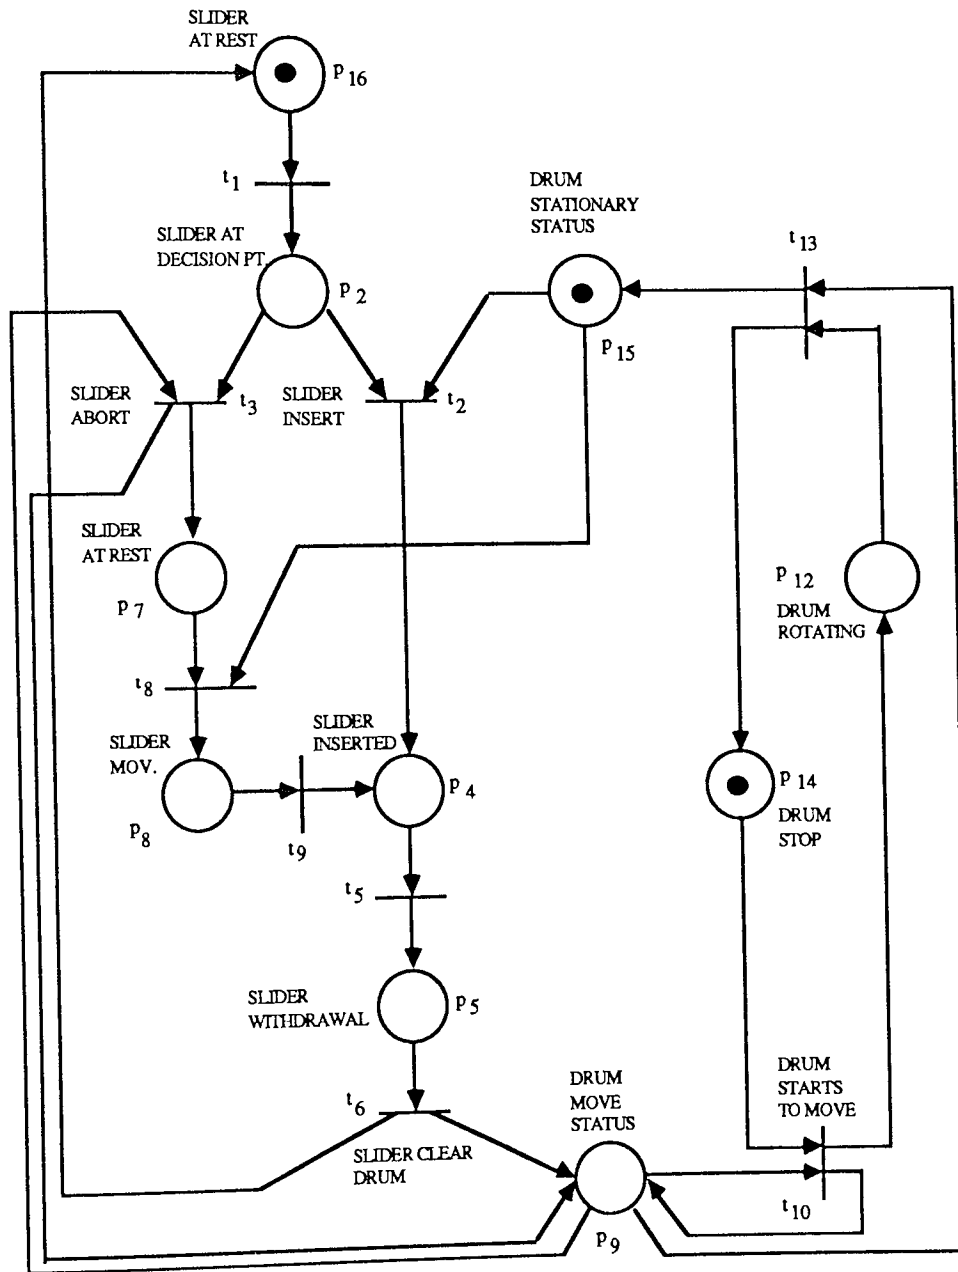 SLIDER
AT REST
p 16
t 1
DRUM
STATIONARY
STATUS
SLIDER AT
DECISION PT.
t 13
p 2
p 15
SLIDER
ABORT
t 3
SLIDER
INSERT
t 2
SLIDER
AT REST
p 7
p 12
DRUM
ROTATING
t 8
SLIDER
MOV.
SLIDER
INSERTED
p 8
t 9
p 4
p 14
DRUM
STOP
t 5
SLIDER
WITHDRAWAL
p 5
t 6
DRUM
MOVE
STATUS
DRUM
STARTS
TO MOVE
SLIDER CLEAR
DRUM
t 10
p 9